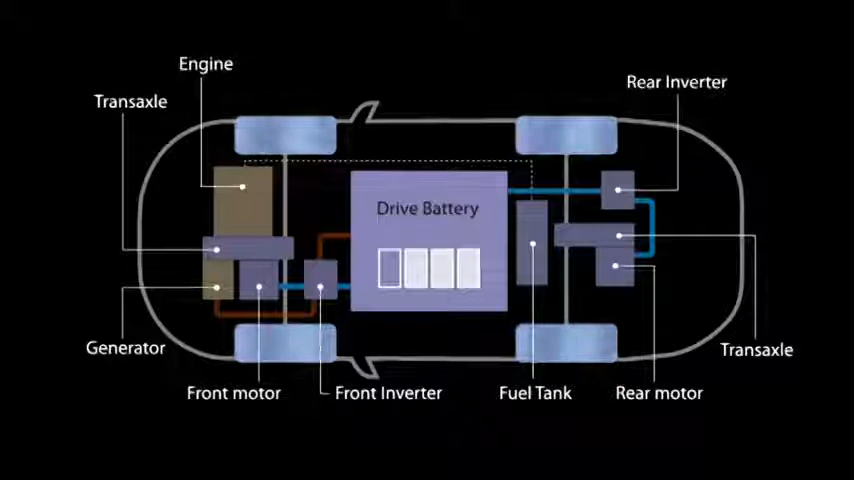 Engine
Rear Inverter
Transaxle
Drive Battery
Generator
Transaxle
Front motor
Front Inverter
Fuel Tank
Rear motor